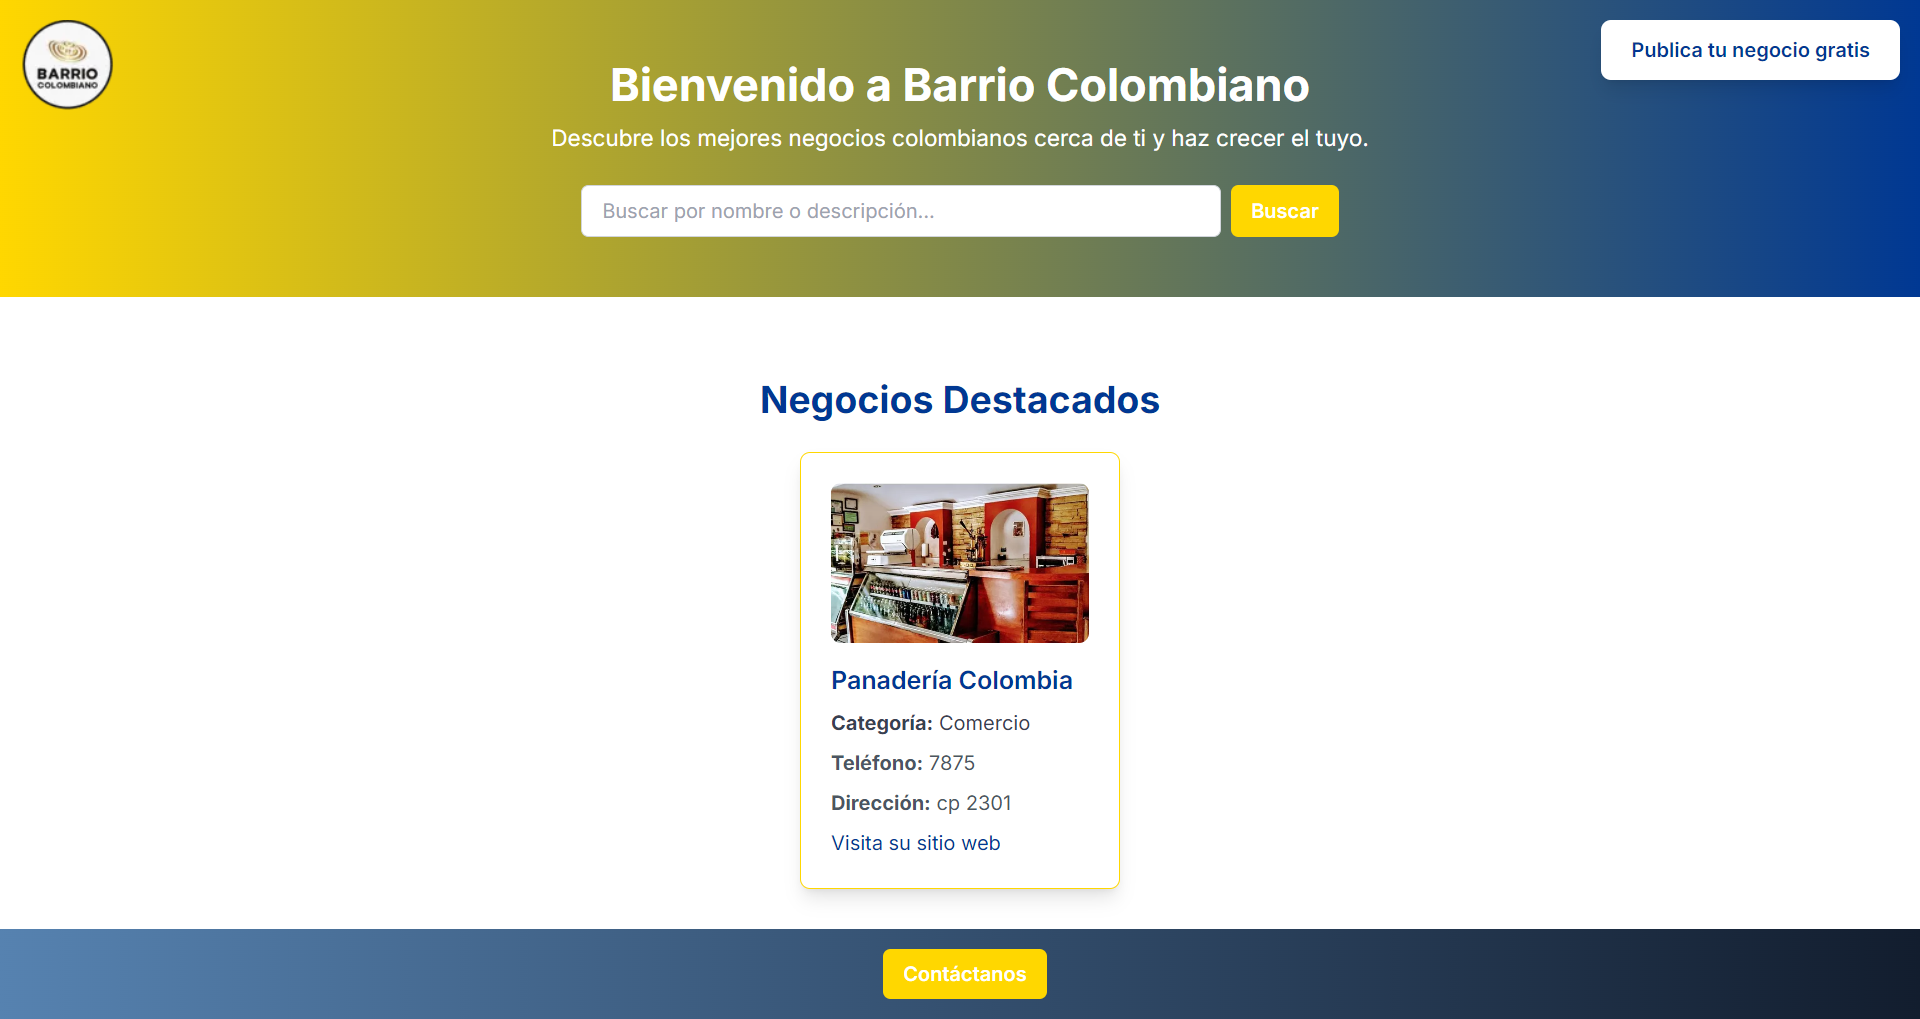 BARRIO
COLOMBIANO
Publica tu negocio gratis
Bienvenido a Barrio Colombiano
Descubre los mejores negocios colombianos cerca de ti y haz crecer el tuyo.
Buscar por nombre o descripción...
Buscar
Negocios Destacados
Panadería Colombia
Categoría: Comercio
Teléfono: 7875
Dirección: cp 2301
Visita su sitio web
Contáctanos